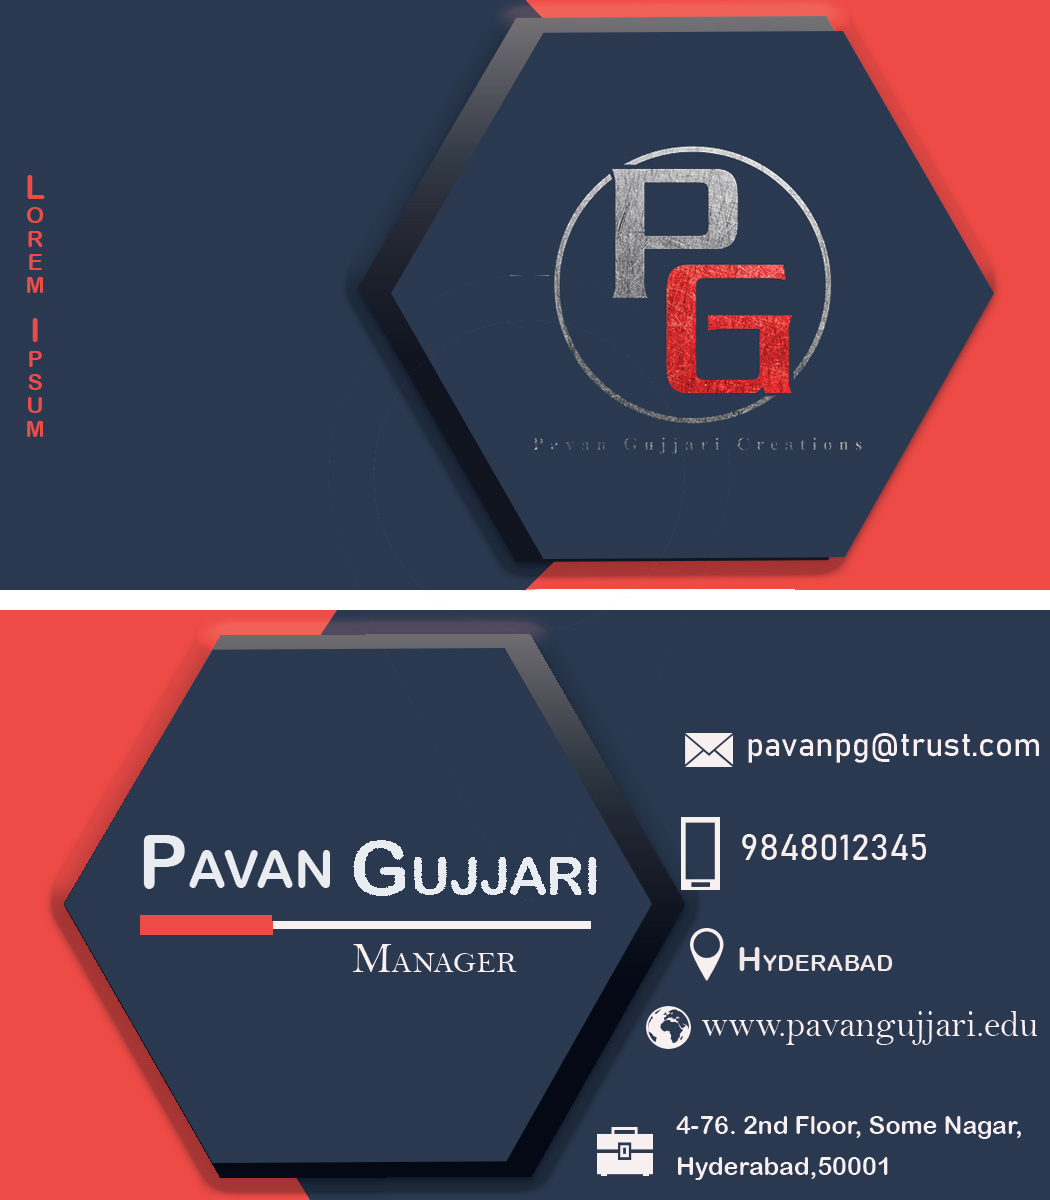 Lorem Ipsum
PG
Pavan Gujjari Creations
pavanpg@trust.com
9848012345
Pavan Gujjari
Manager
Hyderabad
www.pavangujjari.edu
4-76. 2nd Floor, Some Nagar,
Hyderabad,50001